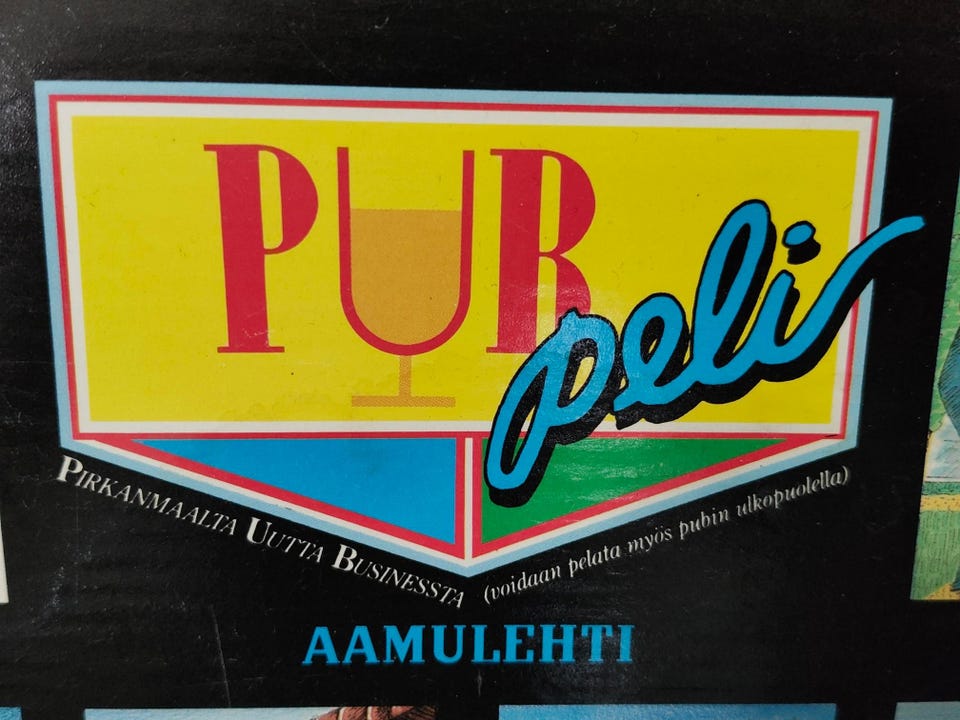 PUB
peli
PIRKANMAALTA UUTTA BUSINESSTA
(voidaan pelata myös pubin ulkopuolella)
AAMULEHTI